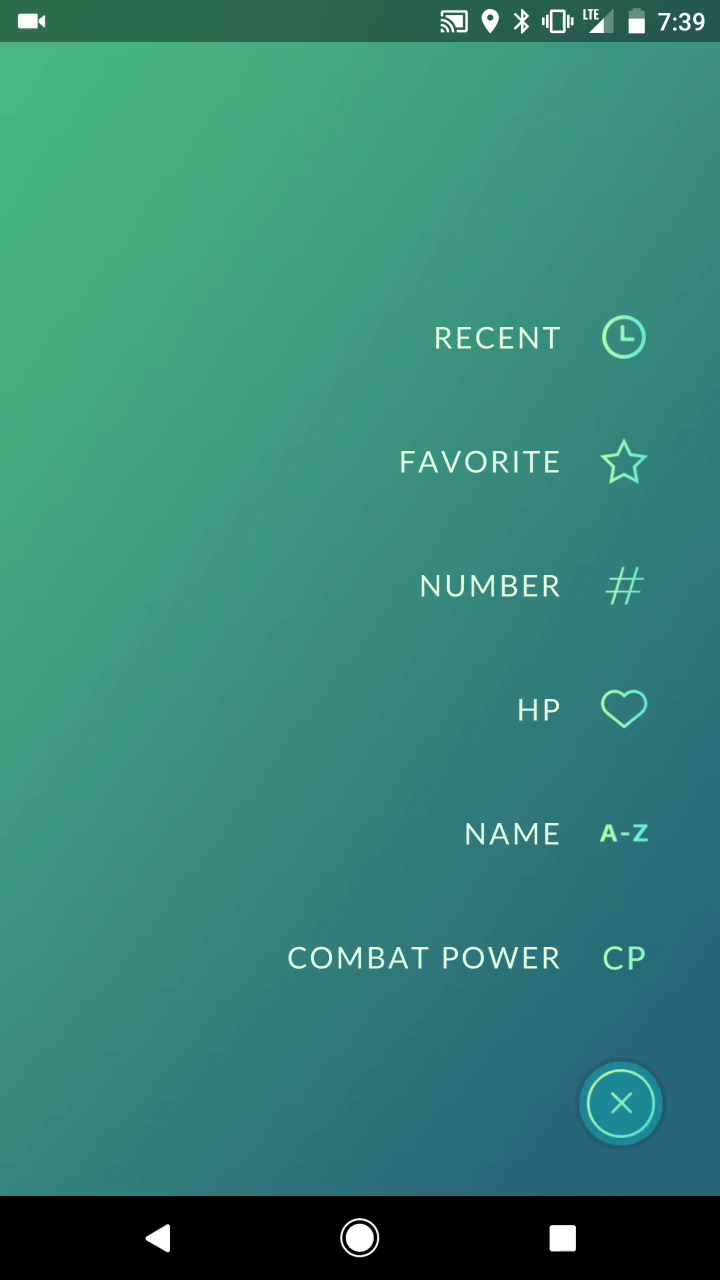 LTE 7:39
RECENT
FAVORITE
NUMBER #
HP
NAME A-Z
COMBAT POWER CP